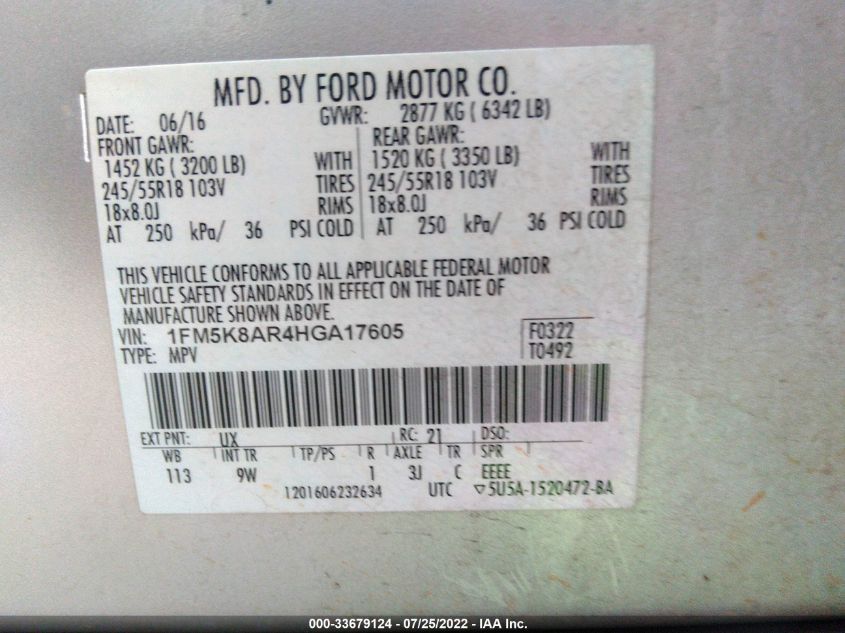 MFD. BY FORD MOTOR CO.
DATE: 06/16 GVWR: 2877 KG ( 6342 LB)
FRONT GAWR: REAR GAWR:
1452 KG ( 3200 LB) WITH 1520 KG ( 3350 LB) WITH
245/55R18 103V TIRES 245/55R18 103V TIRES
18x8.0J RIMS 18x8.0J RIMS
AT 250 kPa/ 36 PSI COLD AT 250 kPa/ 36 PSI COLD
THIS VEHICLE CONFORMS TO ALL APPLICABLE FEDERAL MOTOR
VEHICLE SAFETY STANDARDS IN EFFECT ON THE DATE OF
MANUFACTURE SHOWN ABOVE.
VIN: 1FM5K8AR4HGA17605 F0322
TYPE: MPV T0492
EXT PNT: UX RC: 21 DSO:
WB INT TR TP/PS R AXLE TR SPR
113 9W 1 3J C EEEE
1201606232634 UTC ▽5U5A-1520472-BA
000-33679124 - 07/25/2022 - IAA Inc.